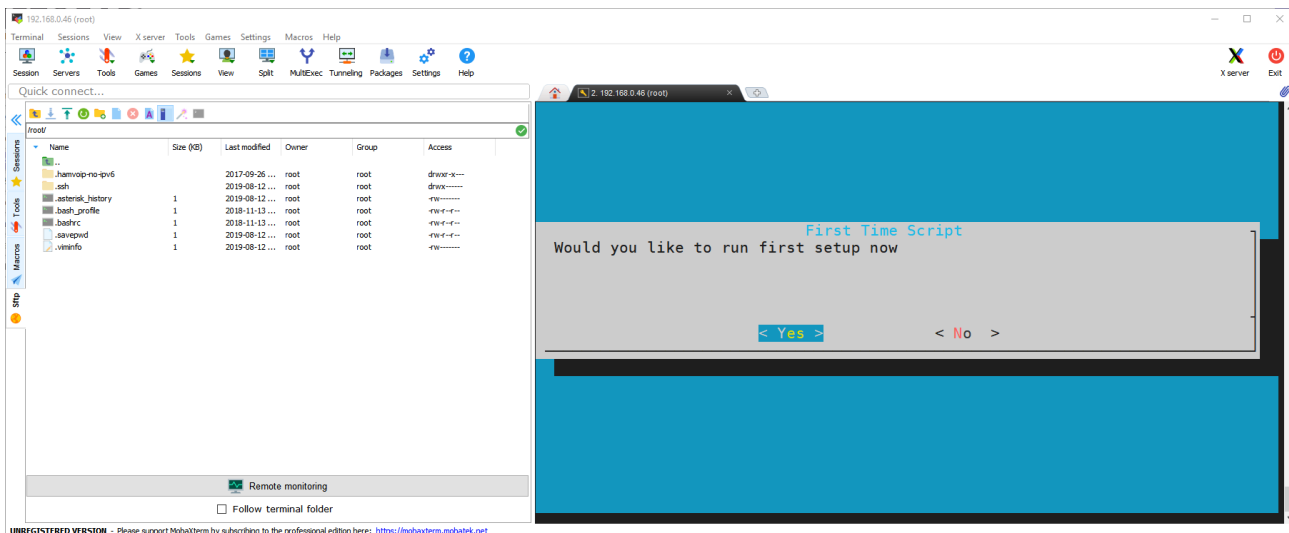 192.168.0.46 (root)
Terminal Sessions View X server Tools Games Settings Macros Help
Session Servers Tools Games Sessions View Split MultiExec Tunneling Packages Settings Help X server Exit
Quick connect...
2. 192.168.0.46 (root)
/root/
Name Size (KB) Last modified Owner Group Access
..
.hamvoip-no-ipv6 2017-09-26 ... root root drwxr-x---
.ssh 2019-08-12 ... root root drwx------
.asterisk_history 1 2019-08-12 ... root root -rw-------
.bash_profile 1 2018-11-13 ... root root -rw-r--r--
.bashrc 1 2018-11-13 ... root root -rw-r--r--
.savepwd 1 2019-08-12 ... root root -rw-r--r--
.viminfo 1 2019-08-12 ... root root -rw-------
Sessions
Tools
Macros
Sftp
First Time Script
Would you like to run first setup now
< Yes > < No >
Remote monitoring
Follow terminal folder
UNREGISTERED VERSION - Please support MobaXterm by subscribing to the professional edition here: https://mobaxterm.mobatek.net